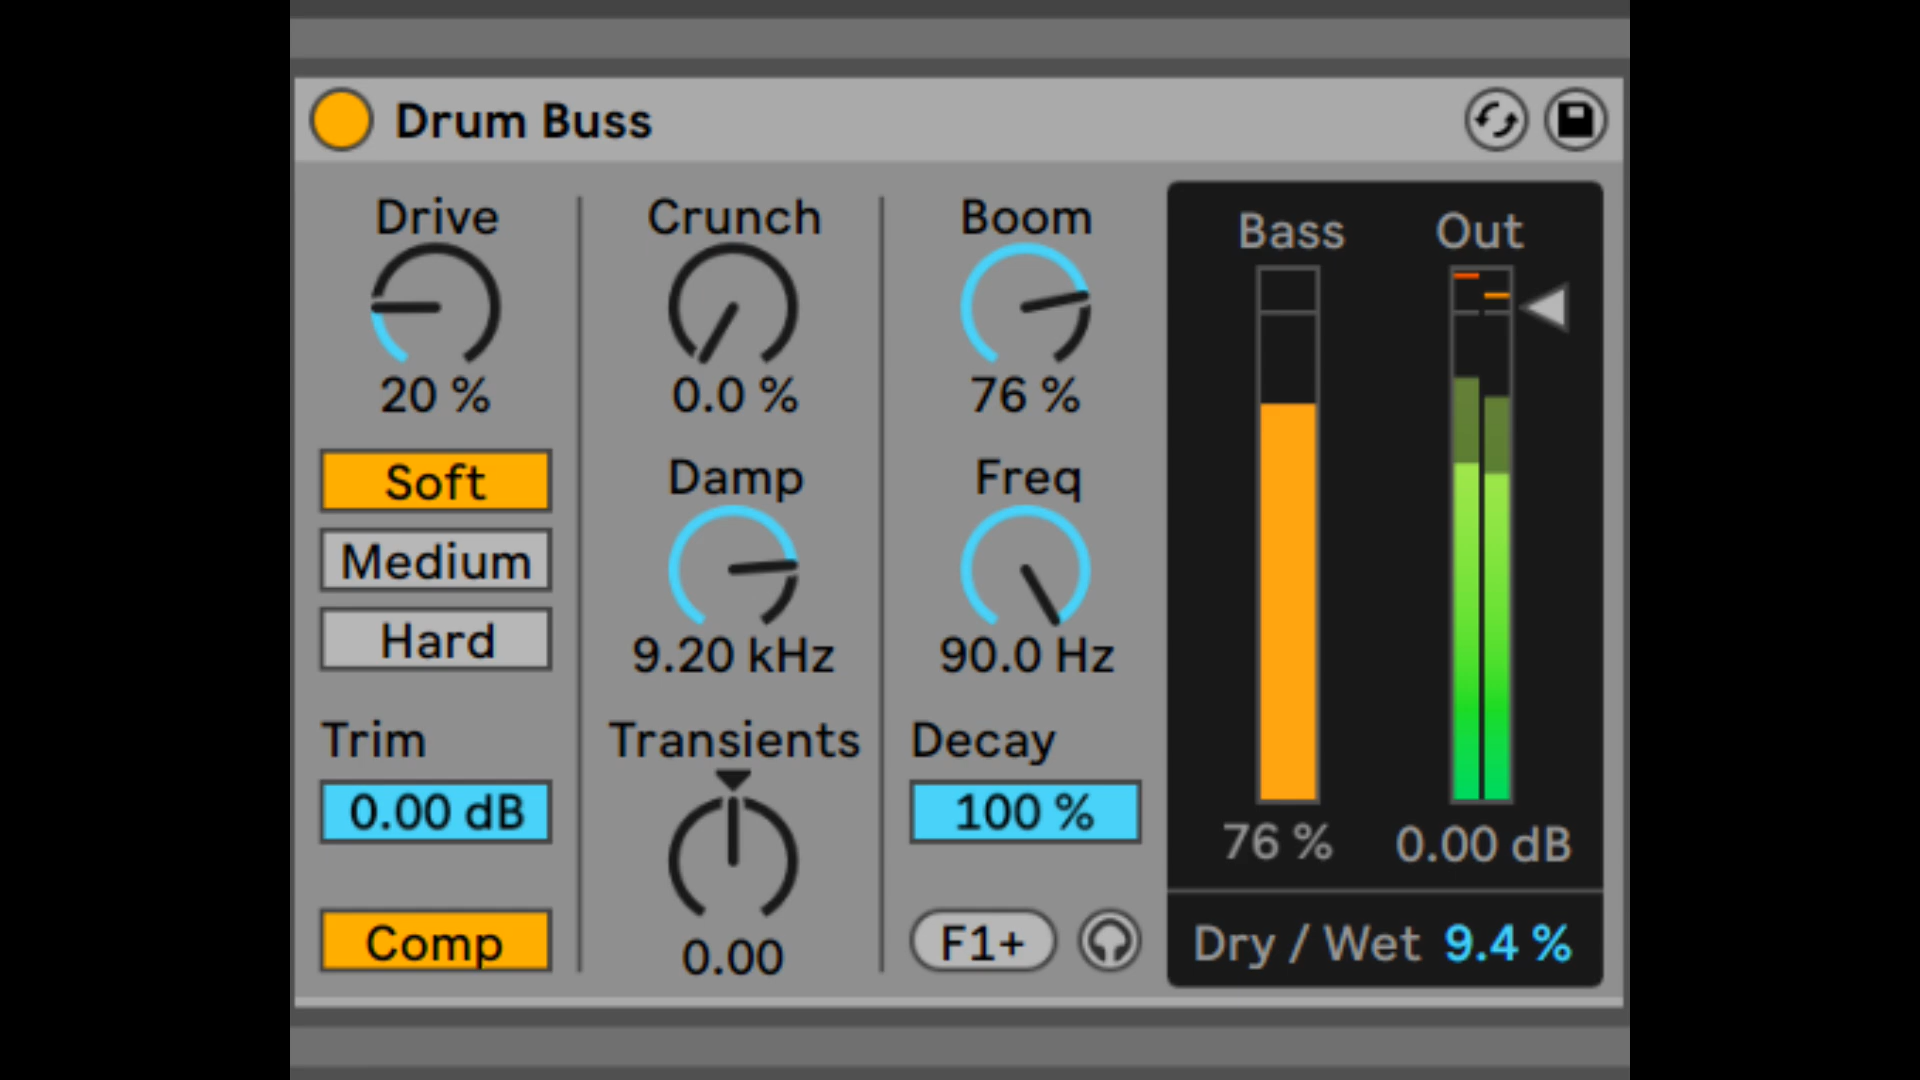 Drum Buss
Drive
20 %
Soft
Medium
Hard
Trim
0.00 dB
Comp
Crunch
0.0 %
Damp
9.20 kHz
Transients
0.00
Boom
76 %
Freq
90.0 Hz
Decay
100 %
F1+
Bass
76 %
Out
0.00 dB
Dry / Wet 9.4 %